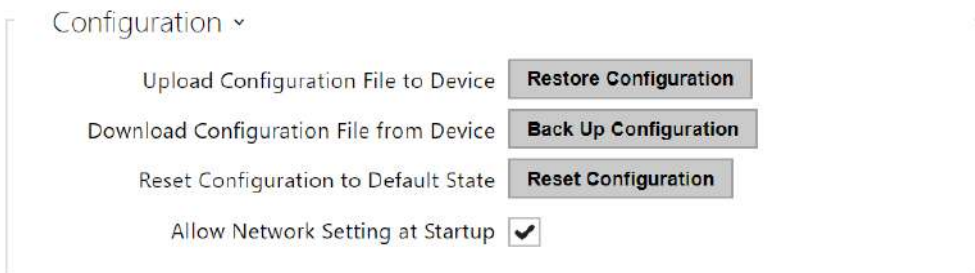 Configuration
Upload Configuration File to Device Restore Configuration
Download Configuration File from Device Back Up Configuration
Reset Configuration to Default State Reset Configuration
Allow Network Setting at Startup